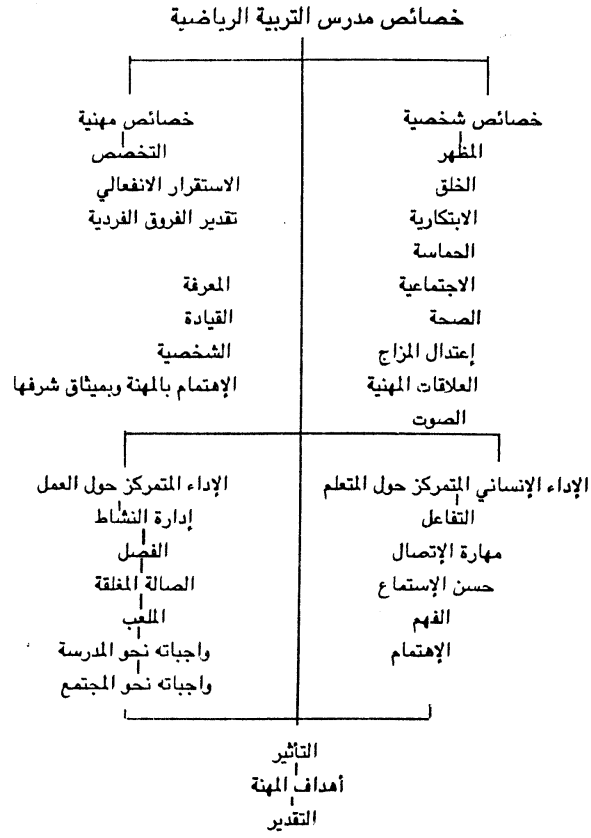 خصائص مدرس التربية الرياضية
خصائص شخصية
المظهر
الخلق
الابتكارية
الحماسة
الاجتماعية
الصحة
إعتدال المزاج
العلاقات المهنية
الصوت
خصائص مهنية
التخصص
الاستقرار الانفعالي
تقدير الفروق الفردية
المعرفة
القيادة
الشخصية
الإهتمام بالمهنة وبميثاق شرفها
الإداء الإنساني المتمركز حول المتعلم
التفاعل
مهارة الإتصال
حسن الإستماع
الفهم
الإهتمام
الإداء المتمركز حول العمل
إدارة النشاط
الفصل
الصالة المغلقة
الملعب
واجباته نحو المدرسة
واجباته نحو المجتمع
التأثير
أهداف المهنة
التقدير